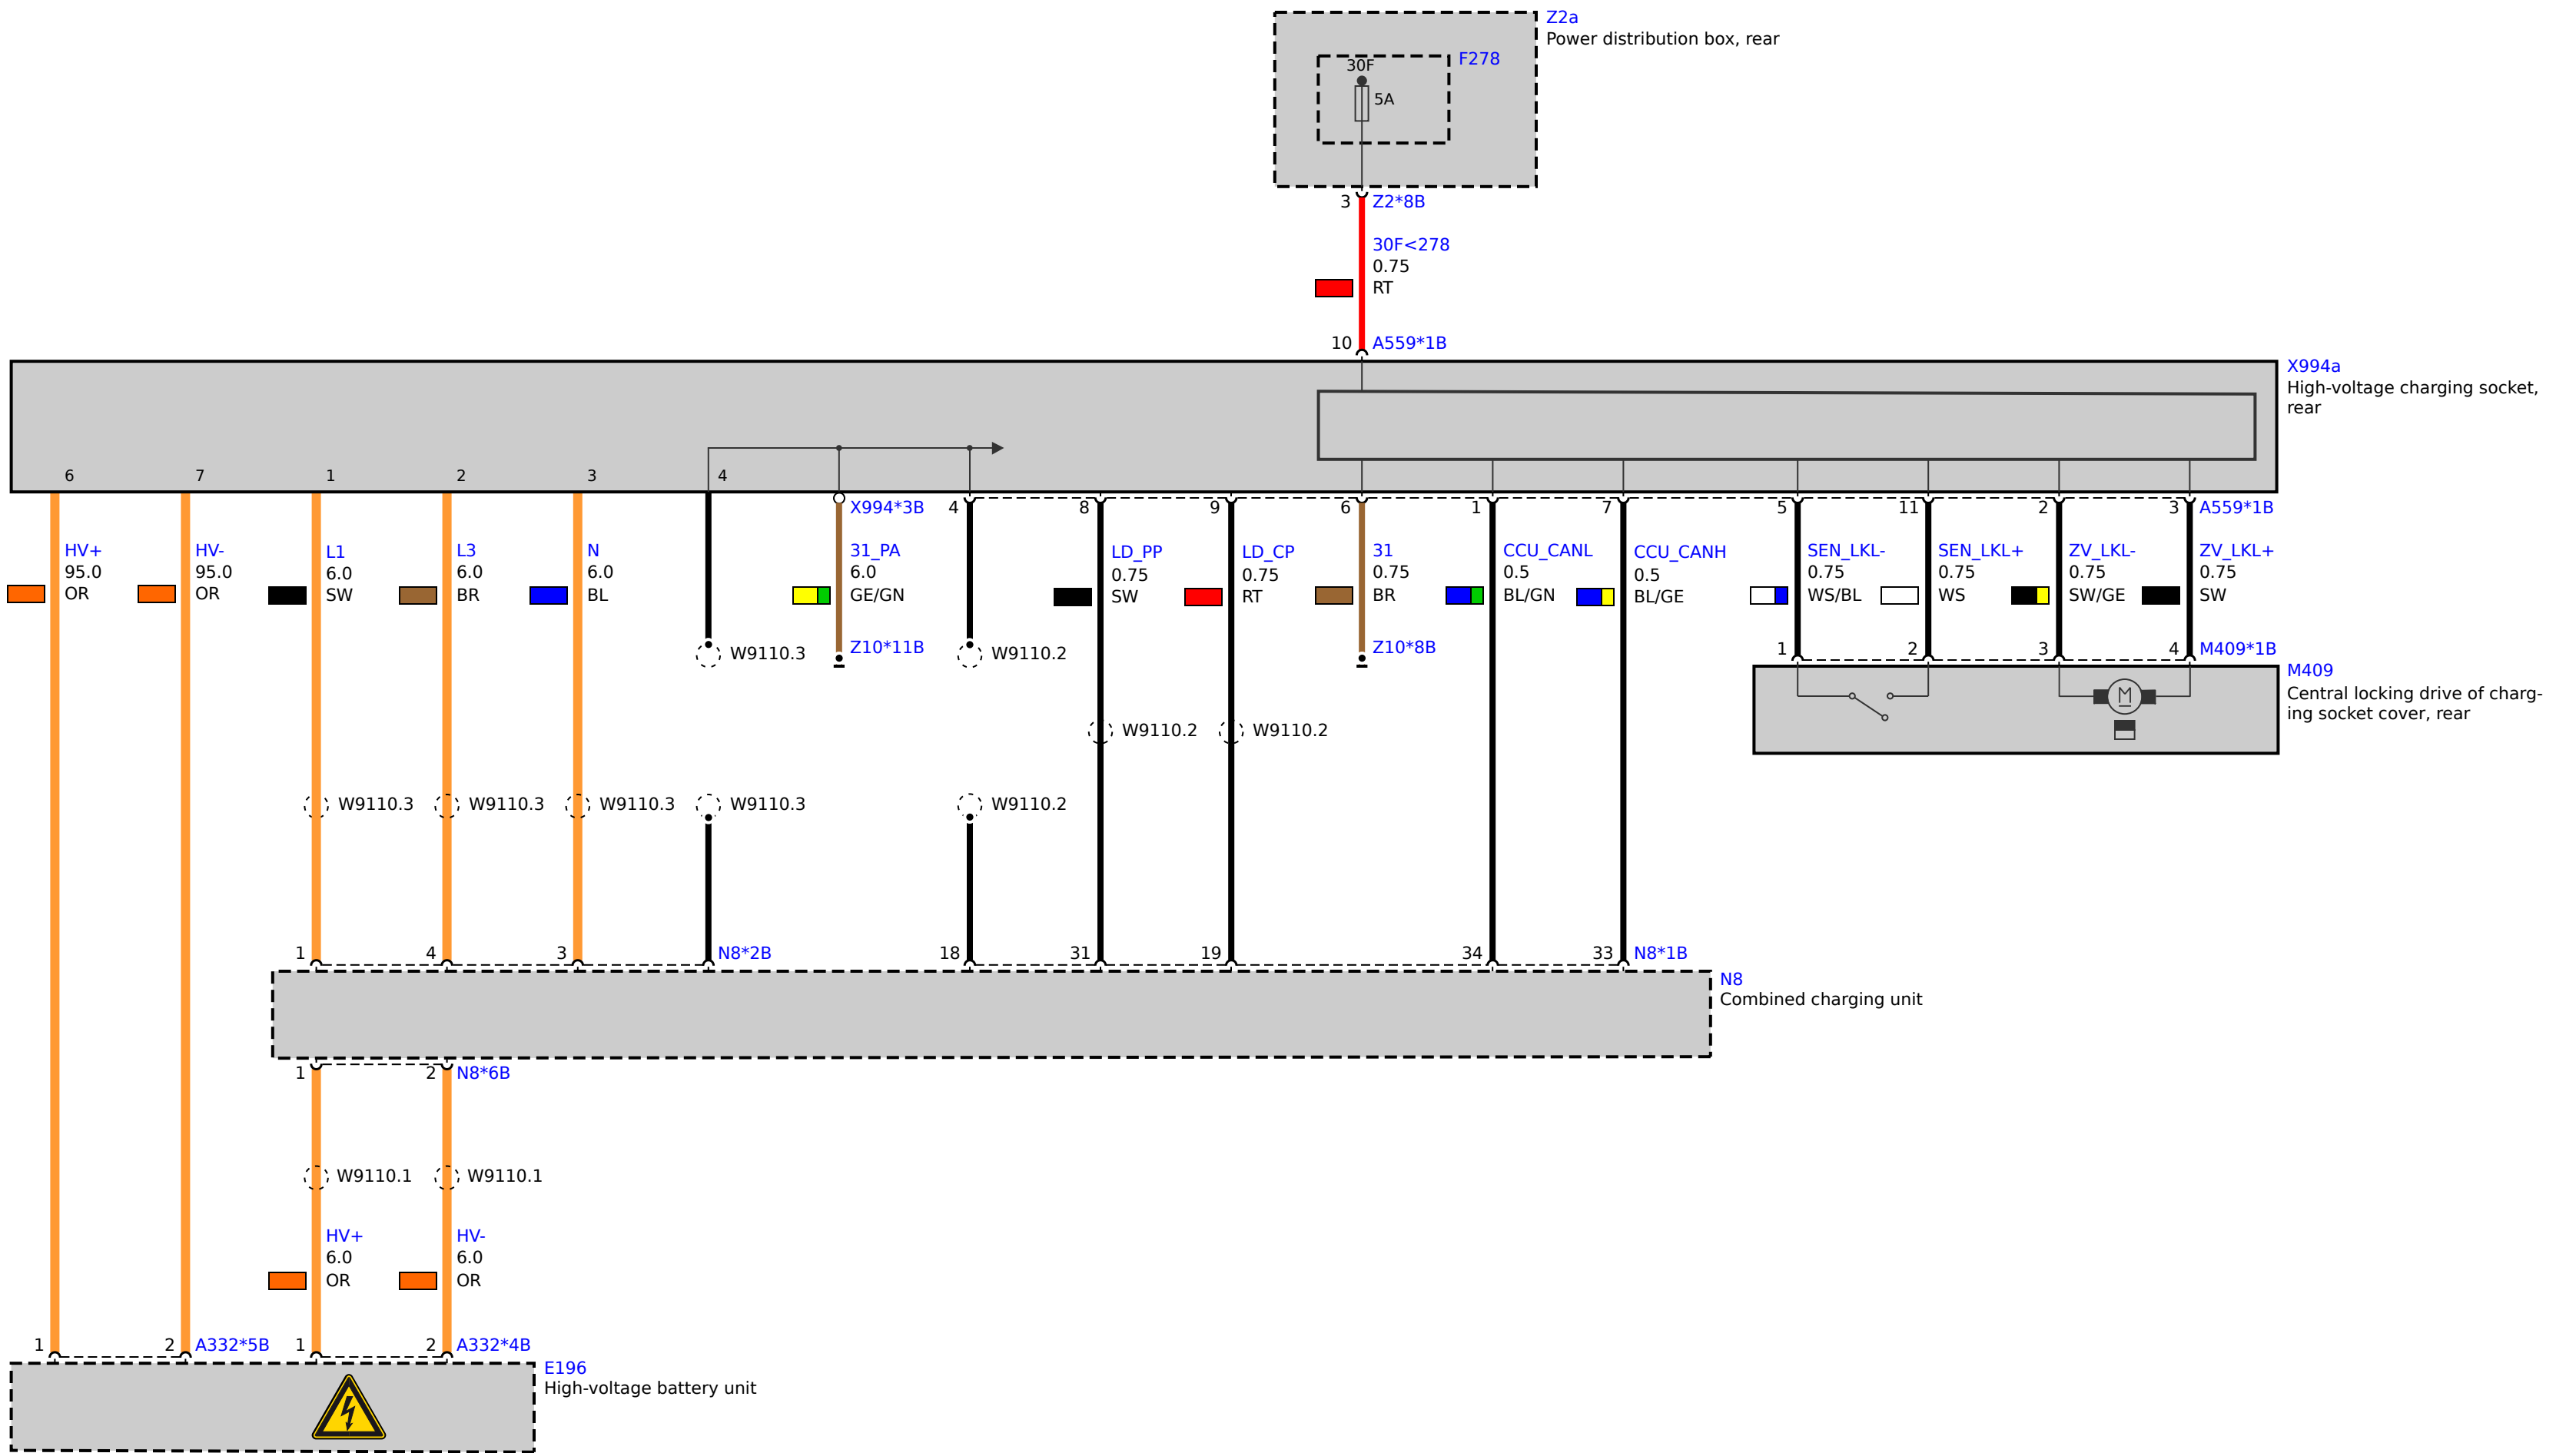 Z2a
Power distribution box, rear
F278
30F
5A
3 Z2*8B
30F<278
0.75
RT
10 A559*1B
X994a
High-voltage charging socket,
rear
6 7 1 2 3 4
X994*3B 4 8 9 6 1 7 5 11 2 3 A559*1B
HV+
95.0
OR
HV-
95.0
OR
L1
6.0
SW
L3
6.0
BR
N
6.0
BL
31_PA
6.0
GE/GN
LD_PP
0.75
SW
LD_CP
0.75
RT
31
0.75
BR
CCU_CANL
0.5
BL/GN
CCU_CANH
0.5
BL/GE
SEN_LKL-
0.75
WS/BL
SEN_LKL+
0.75
WS
ZV_LKL-
0.75
SW/GE
ZV_LKL+
0.75
SW
W9110.3 Z10*11B W9110.2 Z10*8B 1 2 3 4 M409*1B
M409
Central locking drive of charg-
ing socket cover, rear
M
W9110.2 W9110.2
W9110.3 W9110.3 W9110.3 W9110.3 W9110.2
1 4 3 N8*2B 18 31 19 34 33 N8*1B
N8
Combined charging unit
1 2 N8*6B
W9110.1 W9110.1
HV+
6.0
OR
HV-
6.0
OR
1 2 A332*5B 1 2 A332*4B
E196
High-voltage battery unit